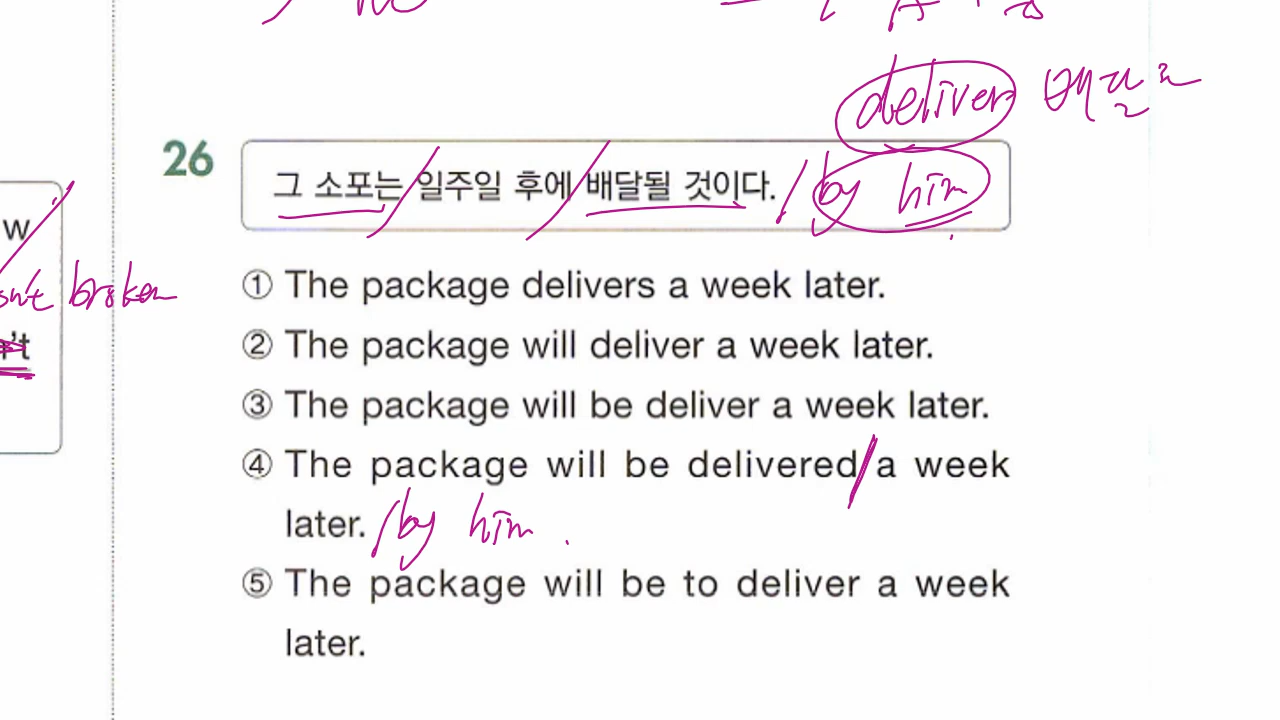 deliver 배달
26
그 소포는 일주일 후에 배달될 것이다. / by him
w
broken
① The package delivers a week later.
② The package will deliver a week later.
③ The package will be deliver a week later.
④ The package will be delivered / a week
later. / by him .
⑤ The package will be to deliver a week
later.